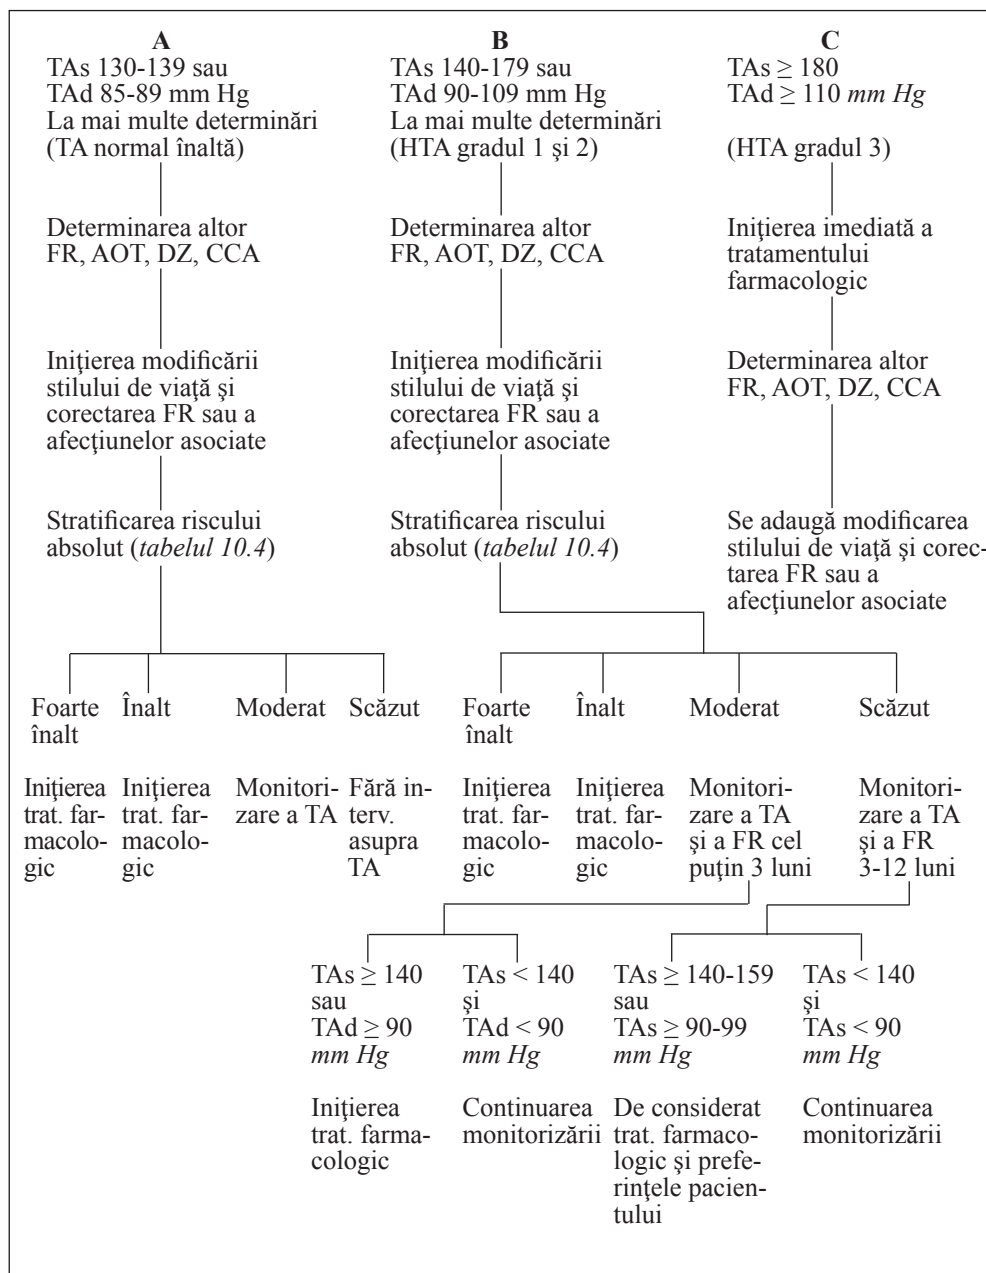 A
TAs 130-139 sau
TAd 85-89 mm Hg
La mai multe determinări
(TA normal înaltă)
Determinarea altor
FR, AOT, DZ, CCA
Iniţierea modificării
stilului de viaţă şi
corectarea FR sau a
afecţiunelor asociate
Stratificarea riscului
absolut (tabelul 10.4)
Foarte
înalt
Iniţierea
trat. far-
macolo-
gic
Înalt
Iniţierea
trat. far-
macolo-
gic
Moderat
Monitori-
zare a TA
Scăzut
Fără in-
terv.
asupra
TA
B
TAs 140-179 sau
TAd 90-109 mm Hg
La mai multe determinări
(HTA gradul 1 şi 2)
Determinarea altor
FR, AOT, DZ, CCA
Iniţierea modificării
stilului de viaţă şi
corectarea FR sau a
afecţiunelor asociate
Stratificarea riscului
absolut (tabelul 10.4)
Foarte
înalt
Iniţierea
trat. far-
macolo-
gic
Înalt
Iniţierea
trat. far-
macolo-
gic
Moderat
Monitori-
zare a TA
şi a FR cel
puţin 3 luni
Scăzut
Monitori-
zare a TA
şi a FR
3-12 luni
TAs ≥ 140
sau
TAd ≥ 90
mm Hg
Iniţierea
trat. farma-
cologic
TAs < 140
şi
TAd < 90
mm Hg
Continuarea
monitorizării
TAs ≥ 140-159
sau
TAs ≥ 90-99
mm Hg
De considerat
trat. farmaco-
logic şi prefe-
rinţele pacien-
tului
TAs < 140
şi
TAs < 90
mm Hg
Continuarea
monitorizării
C
TAs ≥ 180
TAd ≥ 110 mm Hg
(HTA gradul 3)
Iniţierea imediată a
tratamentului
farmacologic
Determinarea altor
FR, AOT, DZ, CCA
Se adaugă modificarea
stilului de viaţă şi corec-
tarea FR sau a
afecţiunelor asociate